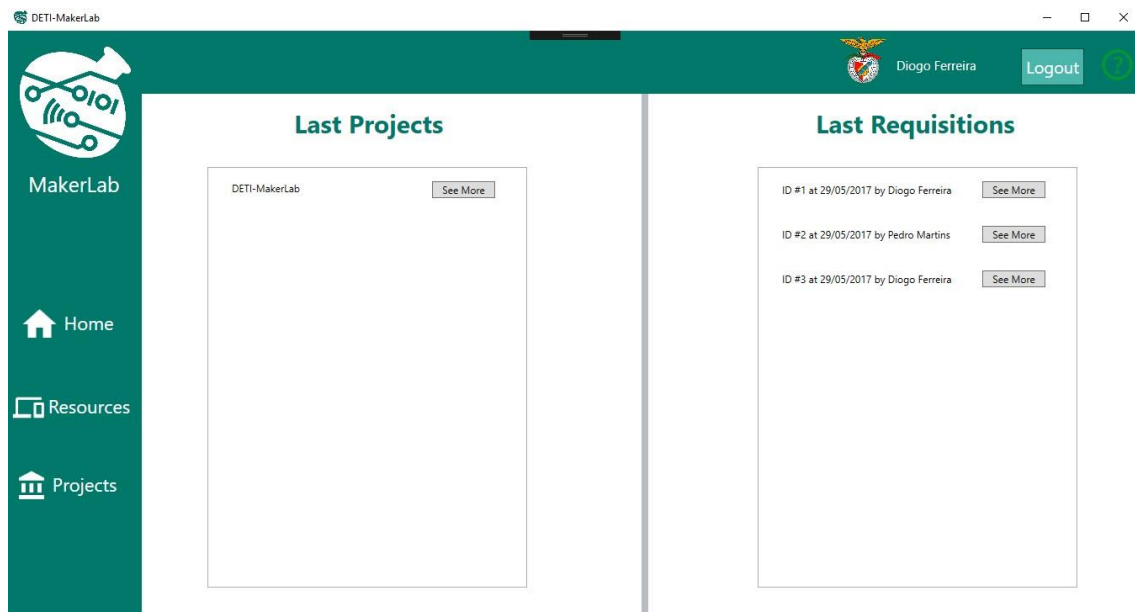 DETI-MakerLab
Diogo Ferreira
Logout
?
MakerLab
Home
Resources
Projects
Last Projects
DETI-MakerLab
See More
Last Requisitions
ID #1 at 29/05/2017 by Diogo Ferreira
See More
ID #2 at 29/05/2017 by Pedro Martins
See More
ID #3 at 29/05/2017 by Diogo Ferreira
See More